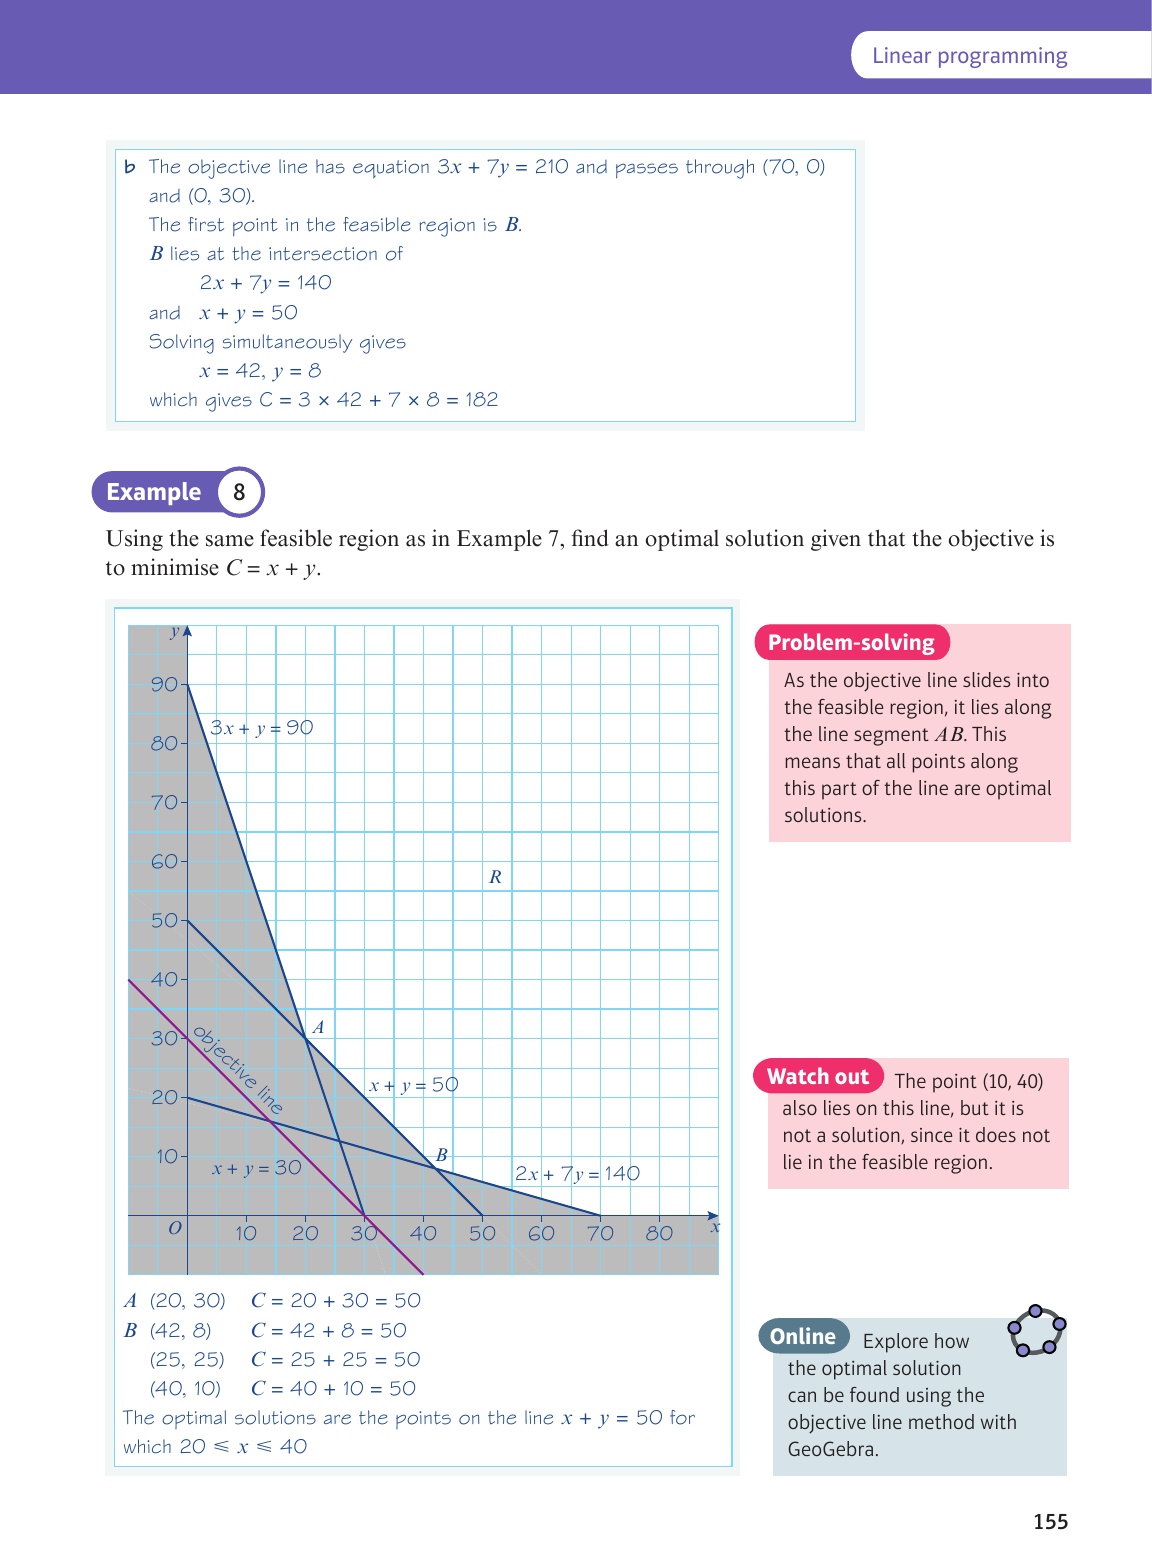 Linear programming
b The objective line has equation 3x + 7y = 210 and passes through (70, 0)
and (0, 30).
The first point in the feasible region is B.
B lies at the intersection of
2x + 7y = 140
and x + y = 50
Solving simultaneously gives
x = 42, y = 8
which gives C = 3 × 42 + 7 × 8 = 182
Example 8
Using the same feasible region as in Example 7, find an optimal solution given that the objective is
to minimise C = x + y.
y
90
3x + y = 90
80
70
60
R
50
40
30
objective line
A
x + y = 50
20
10
x + y = 30
B
2x + 7y = 140
O
10 20 30 40 50 60 70 80 x
A (20, 30) C = 20 + 30 = 50
B (42, 8) C = 42 + 8 = 50
(25, 25) C = 25 + 25 = 50
(40, 10) C = 40 + 10 = 50
The optimal solutions are the points on the line x + y = 50 for
which 20 ⩽ x ⩽ 40
Problem-solving
As the objective line slides into
the feasible region, it lies along
the line segment AB. This
means that all points along
this part of the line are optimal
solutions.
Watch out The point (10, 40)
also lies on this line, but it is
not a solution, since it does not
lie in the feasible region.
Online Explore how
the optimal solution
can be found using the
objective line method with
GeoGebra.
155